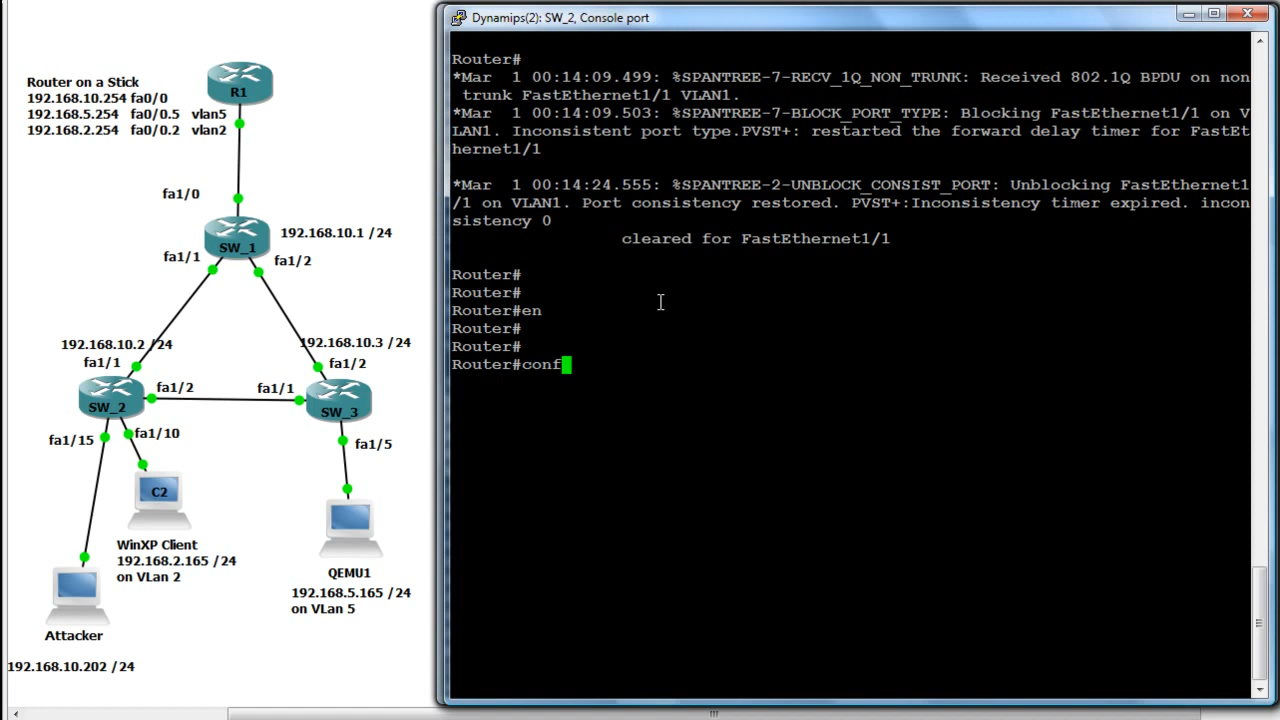 Router on a Stick
192.168.10.254 fa0/0
192.168.5.254 fa0/0.5 vlan5
192.168.2.254 fa0/0.2 vlan2
R1
fa1/0
192.168.10.1 /24
SW_1
fa1/1
fa1/2
192.168.10.2 /24
192.168.10.3 /24
fa1/1
fa1/2
fa1/2
fa1/1
SW_2
SW_3
fa1/15
fa1/10
fa1/5
C2
WinXP Client
192.168.2.165 /24
on VLan 2
QEMU1
192.168.5.165 /24
on VLan 5
Attacker
192.168.10.202 /24
Dynamips(2): SW_2, Console port
Router#
*Mar 1 00:14:09.499: %SPANTREE-7-RECV_1Q_NON_TRUNK: Received 802.1Q BPDU on non
trunk FastEthernet1/1 VLAN1.
*Mar 1 00:14:09.503: %SPANTREE-7-BLOCK_PORT_TYPE: Blocking FastEthernet1/1 on V
LAN1. Inconsistent port type.PVST+: restarted the forward delay timer for FastEt
hernet1/1
*Mar 1 00:14:24.555: %SPANTREE-2-UNBLOCK_CONSIST_PORT: Unblocking FastEthernet1
/1 on VLAN1. Port consistency restored. PVST+:Inconsistency timer expired. incon
sistency 0
cleared for FastEthernet1/1
Router#
Router#
Router#en
Router#
Router#
Router#conf